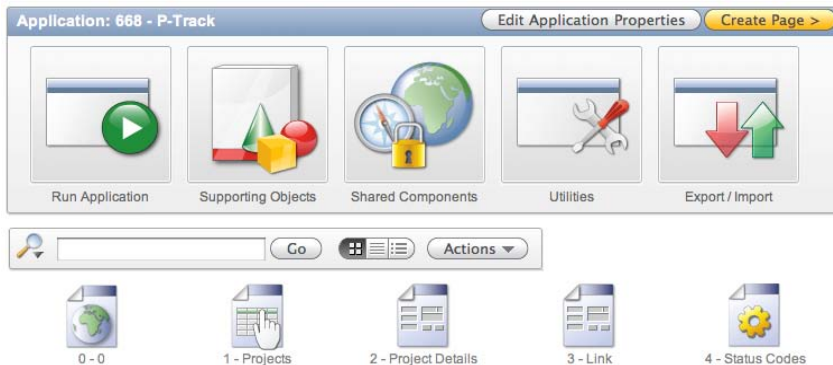 Application: 668 - P-Track Edit Application Properties Create Page >
Run Application Supporting Objects Shared Components Utilities Export / Import
Go Actions
0 - 0 1 - Projects 2 - Project Details 3 - Link 4 - Status Codes